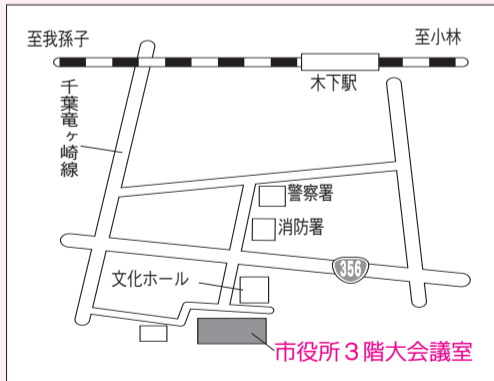 至我孫子
至小林
木下駅
千葉竜ヶ崎線
警察署
消防署
356
文化ホール
市役所３階大会議室